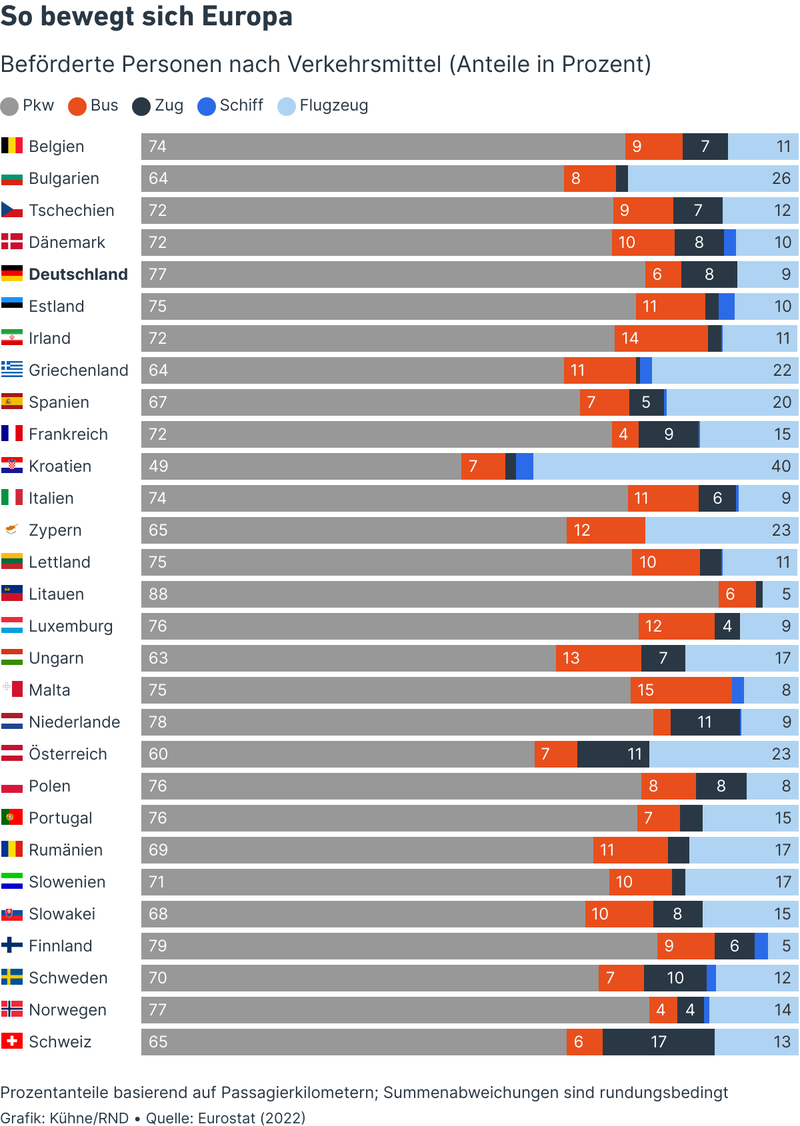 So bewegt sich Europa
Beförderte Personen nach Verkehrsmittel (Anteile in Prozent)
Pkw Bus Zug Schiff Flugzeug
Belgien 74 9 7 11
Bulgarien 64 8 26
Tschechien 72 9 7 12
Dänemark 72 10 8 10
Deutschland 77 6 8 9
Estland 75 11 10
Irland 72 14 11
Griechenland 64 11 22
Spanien 67 7 5 20
Frankreich 72 4 9 15
Kroatien 49 7 40
Italien 74 11 6 9
Zypern 65 12 23
Lettland 75 10 11
Litauen 88 6 5
Luxemburg 76 12 4 9
Ungarn 63 13 7 17
Malta 75 15 8
Niederlande 78 11 9
Österreich 60 7 11 23
Polen 76 8 8 8
Portugal 76 7 15
Rumänien 69 11 17
Slowenien 71 10 17
Slowakei 68 10 8 15
Finnland 79 9 6 5
Schweden 70 7 10 12
Norwegen 77 4 4 14
Schweiz 65 6 17 13
Prozentanteile basierend auf Passagierkilometern; Summenabweichungen sind rundungsbedingt
Grafik: Kühne/RND • Quelle: Eurostat (2022)